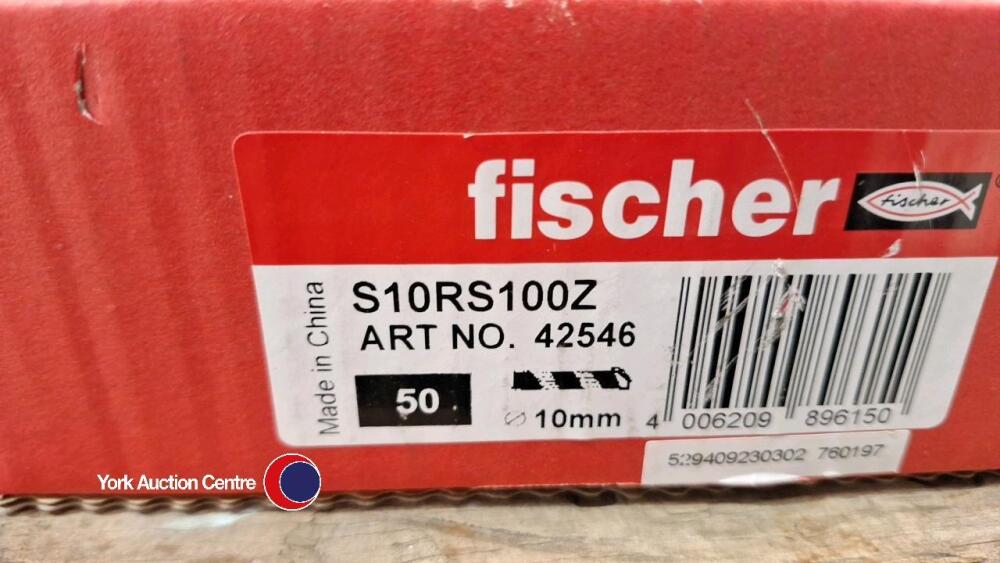 fischer
fischer
Made in China
S10RS100Z
ART NO. 42546
50
⌀ 10mm
4 006209 896150
529409230302 760197
York Auction Centre